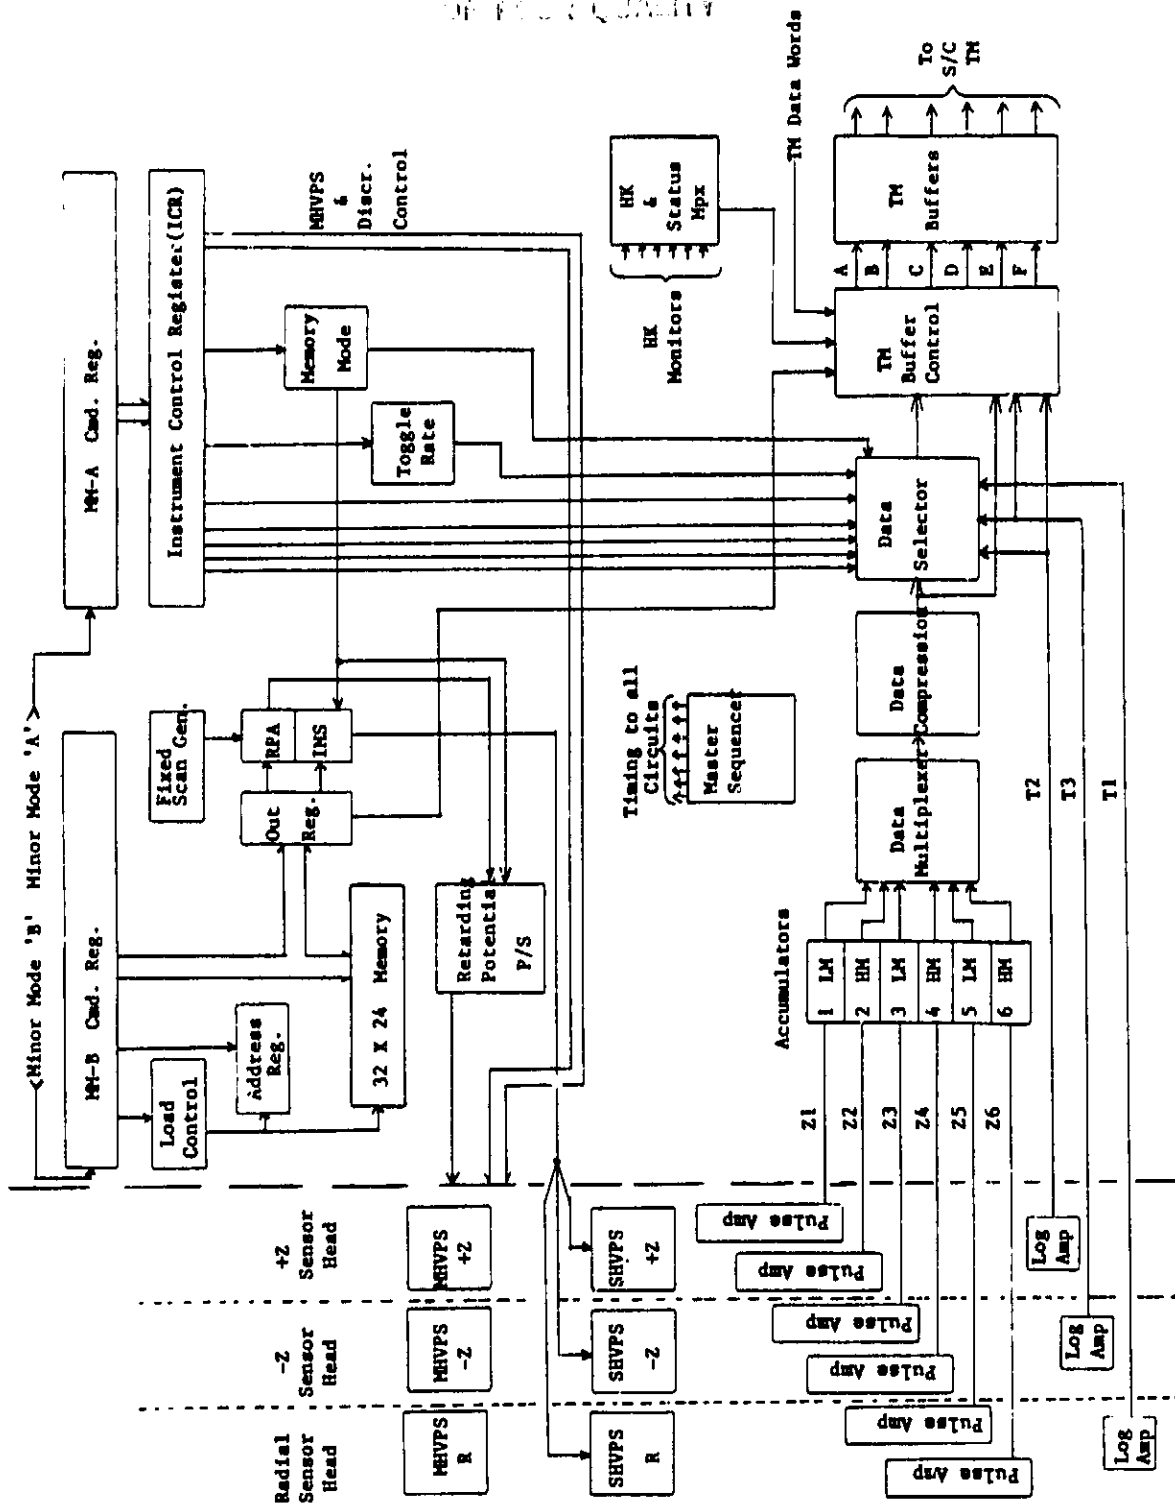 <Minor Mode 'B' Minor Mode 'A'>
MM-B Cmd. Reg.
MM-A Cmd. Reg.
Instrument Control Register(ICR)
Load
Control
Address
Reg.
32 X 24 Memory
Out
Reg.
Fixed
Scan Gen.
RPA
IMS
Toggle
Rate
Memory
Mode
MHVPS
&
Discr.
Control
Retarding
Potential
P/S
+Z
Sensor
Head
-Z
Sensor
Head
Radial
Sensor
Head
MHVPS
+Z
MHVPS
-Z
MHVPS
R
SHVPS
+Z
SHVPS
-Z
SHVPS
R
Timing to all
Circuits
Master
Sequencer
HK
&
Status
Mpx
HK
Monitors
TM Data Words
Pulse Amp
Pulse Amp
Pulse Amp
Pulse Amp
Pulse Amp
Pulse Amp
Z1
Z2
Z3
Z4
Z5
Z6
Accumulators
1 LM
2 HM
3 LM
4 HM
5 LM
6 HM
Data
Multiplexer
Data
Compression
Data
Selector
TM
Buffer
Control
A
B
C
D
E
F
TM
Buffers
To
S/C
TM
Log
Amp
Log
Amp
Log
Amp
T2
T3
T1